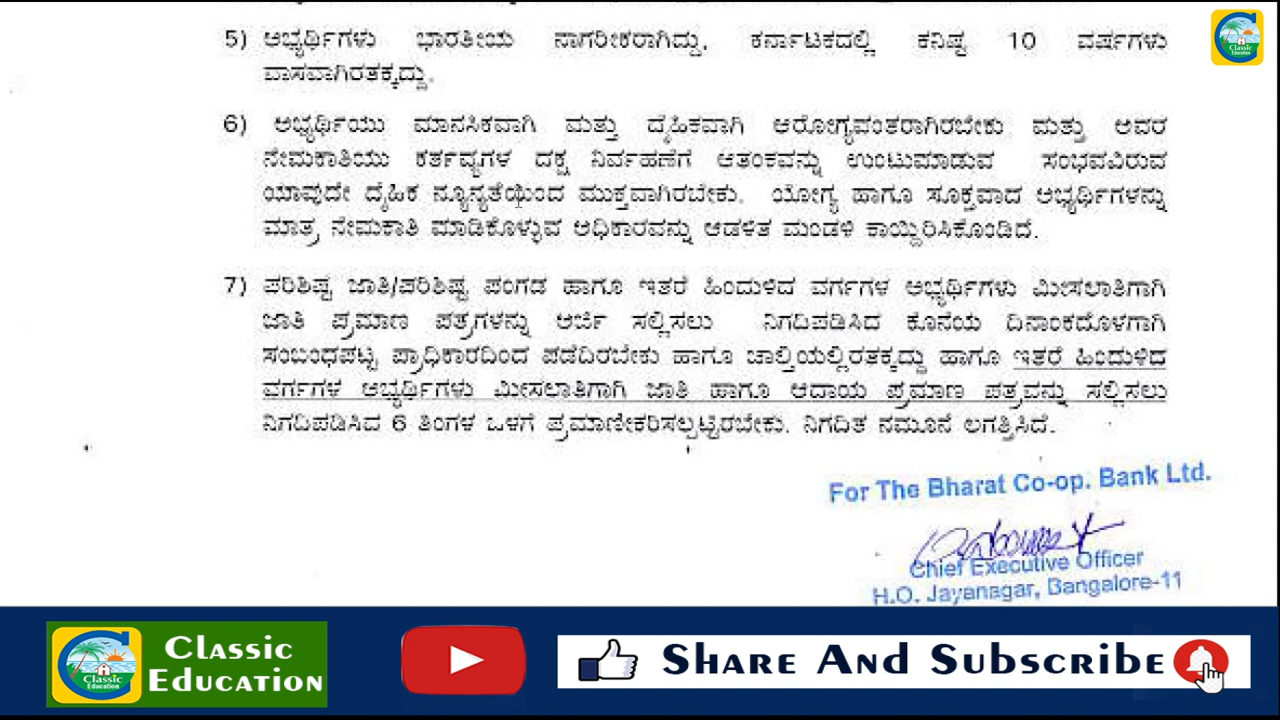 5) ಅಭ್ಯರ್ಥಿಗಳು ಭಾರತೀಯ ನಾಗರೀಕರಾಗಿದ್ದು, ಕರ್ನಾಟಕದಲ್ಲಿ ಕನಿಷ್ಟ 10 ವರ್ಷಗಳು
ವಾಸವಾಗಿರತಕ್ಕದ್ದು.
6) ಅಭ್ಯರ್ಥಿಯು ಮಾನಸಿಕವಾಗಿ ಮತ್ತು ದೈಹಿಕವಾಗಿ ಆರೋಗ್ಯವಂತರಾಗಿರಬೇಕು ಮತ್ತು ಅವರ
ನೇಮಕಾತಿಯು ಕರ್ತವ್ಯಗಳ ದಕ್ಷ ನಿರ್ವಹಣೆಗೆ ಆತಂಕವನ್ನು ಉಂಟುಮಾಡುವ ಸಂಭವವಿರುವ
ಯಾವುದೇ ದೈಹಿಕ ನ್ಯೂನ್ಯತೆಯಿಂದ ಮುಕ್ತವಾಗಿರಬೇಕು. ಯೋಗ್ಯ ಹಾಗೂ ಸೂಕ್ತವಾದ ಅಭ್ಯರ್ಥಿಗಳನ್ನು
ಮಾತ್ರ ನೇಮಕಾತಿ ಮಾಡಿಕೊಳ್ಳುವ ಅಧಿಕಾರವನ್ನು ಆಡಳಿತ ಮಂಡಳಿ ಕಾಯ್ದಿರಿಸಿಕೊಂಡಿದೆ.
7) ಪರಿಶಿಷ್ಟ ಜಾತಿ/ಪರಿಶಿಷ್ಟ ಪಂಗಡ ಹಾಗೂ ಇತರೆ ಹಿಂದುಳಿದ ವರ್ಗಗಳ ಅಭ್ಯರ್ಥಿಗಳು ಮೀಸಲಾತಿಗಾಗಿ
ಜಾತಿ ಪ್ರಮಾಣ ಪತ್ರಗಳನ್ನು ಅರ್ಜಿ ಸಲ್ಲಿಸಲು ನಿಗದಿಪಡಿಸಿದ ಕೊನೆಯ ದಿನಾಂಕದೊಳಗಾಗಿ
ಸಂಬಂಧಪಟ್ಟ ಪ್ರಾಧಿಕಾರದಿಂದ ಪಡೆದಿರಬೇಕು ಹಾಗೂ ಚಾಲ್ತಿಯಲ್ಲಿರತಕ್ಕದ್ದು ಹಾಗೂ ಇತರೆ ಹಿಂದುಳಿದ
ವರ್ಗಗಳ ಅಭ್ಯರ್ಥಿಗಳು ಮೀಸಲಾತಿಗಾಗಿ ಜಾತಿ ಹಾಗೂ ಆದಾಯ ಪ್ರಮಾಣ ಪತ್ರವನ್ನು ಸಲ್ಲಿಸಲು
ನಿಗದಿಪಡಿಸಿದ 6 ತಿಂಗಳ ಒಳಗೆ ಪ್ರಮಾಣೀಕರಿಸಲ್ಪಟ್ಟಿರಬೇಕು. ನಿಗದಿತ ನಮೂನೆ ಲಗತ್ತಿಸಿದೆ.
For The Bharat Co-op. Bank Ltd.
Chief Executive Officer
H.O. Jayanagar, Bangalore-11
Classic
Education
Classic
Education
Classic
Education
Share And Subscribe